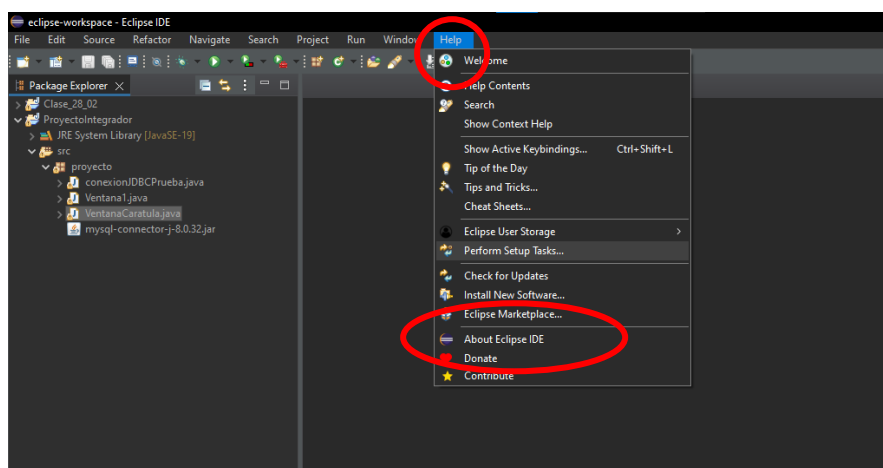 eclipse-workspace - Eclipse IDE
File Edit Source Refactor Navigate Search Project Run Window Help
Package Explorer
Clase_28_02
ProyectoIntegrador
JRE System Library [JavaSE-19]
src
proyecto
conexionJDBCPrueba.java
Ventana1.java
VentanaCaratula.java
mysql-connector-j-8.0.32.jar
Welcome
Help Contents
Search
Show Context Help
Show Active Keybindings... Ctrl+Shift+L
Tip of the Day
Tips and Tricks...
Cheat Sheets...
Eclipse User Storage
Perform Setup Tasks...
Check for Updates
Install New Software...
Eclipse Marketplace...
About Eclipse IDE
Donate
Contribute